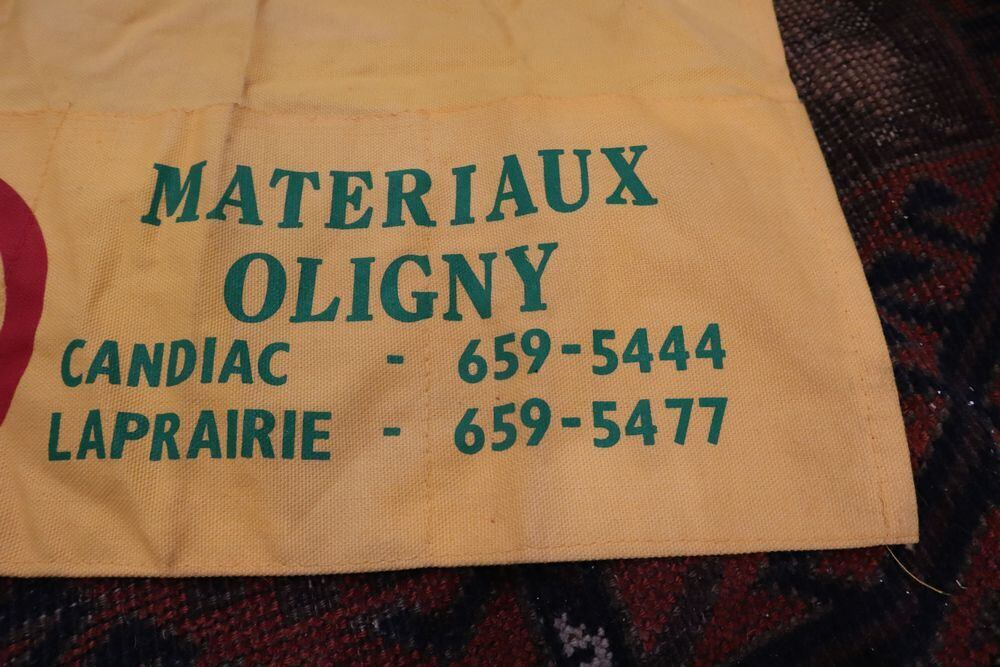 MATERIAUX
OLIGNY
CANDIAC - 659-5444
LAPRAIRIE - 659-5477